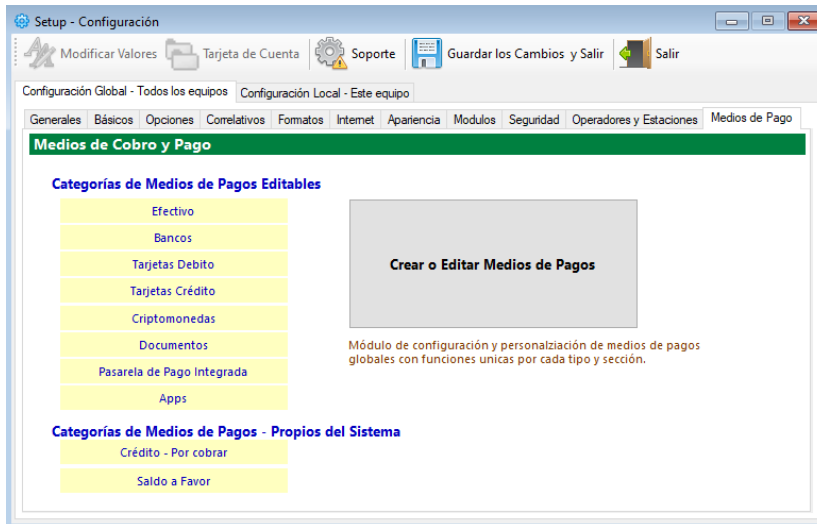 Setup - Configuración
Modificar Valores Tarjeta de Cuenta Soporte Guardar los Cambios y Salir Salir
Configuración Global - Todos los equipos Configuración Local - Este equipo
Generales Básicos Opciones Correlativos Formatos Internet Apariencia Modulos Seguridad Operadores y Estaciones Medios de Pago
Medios de Cobro y Pago
Categorías de Medios de Pagos Editables
Efectivo
Bancos
Tarjetas Debito
Tarjetas Crédito
Criptomonedas
Documentos
Pasarela de Pago Integrada
Apps
Crear o Editar Medios de Pagos
Módulo de configuración y personalziación de medios de pagos
globales con funciones unicas por cada tipo y sección.
Categorías de Medios de Pagos - Propios del Sistema
Crédito - Por cobrar
Saldo a Favor